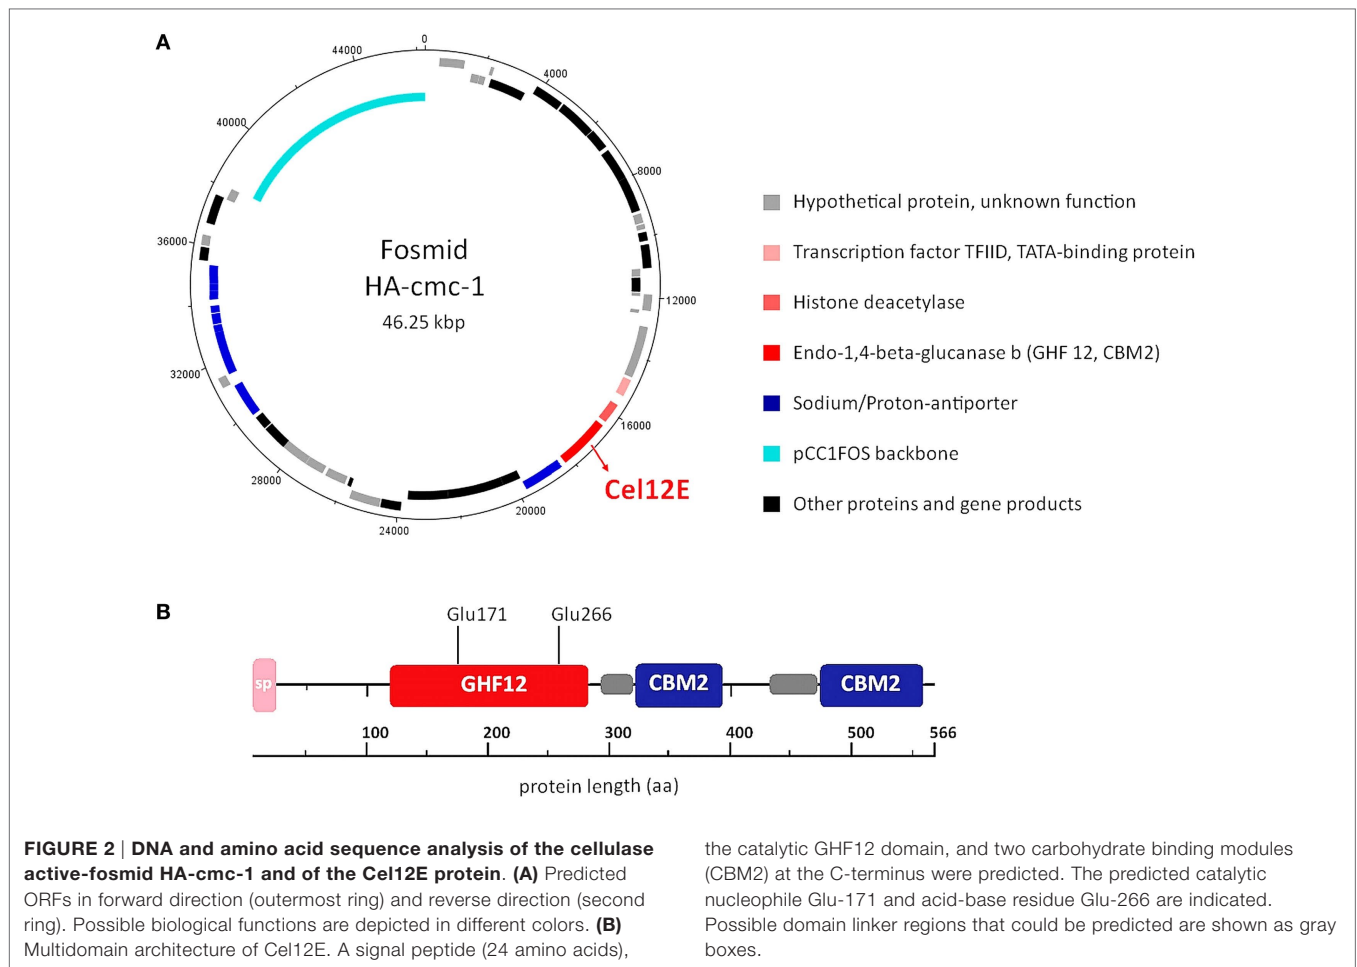 A
0
4000
8000
12000
16000
20000
24000
28000
32000
36000
40000
44000
Fosmid
HA-cmc-1
46.25 kbp
Cel12E
Hypothetical protein, unknown function
Transcription factor TFIID, TATA-binding protein
Histone deacetylase
Endo-1,4-beta-glucanase b (GHF 12, CBM2)
Sodium/Proton-antiporter
pCC1FOS backbone
Other proteins and gene products
B
Glu171 Glu266
sp GHF12 CBM2 CBM2
100 200 300 400 500 566
protein length (aa)
FIGURE 2 | DNA and amino acid sequence analysis of the cellulase
active-fosmid HA-cmc-1 and of the Cel12E protein. (A) Predicted
ORFs in forward direction (outermost ring) and reverse direction (second
ring). Possible biological functions are depicted in different colors. (B)
Multidomain architecture of Cel12E. A signal peptide (24 amino acids),
the catalytic GHF12 domain, and two carbohydrate binding modules
(CBM2) at the C-terminus were predicted. The predicted catalytic
nucleophile Glu-171 and acid-base residue Glu-266 are indicated.
Possible domain linker regions that could be predicted are shown as gray
boxes.